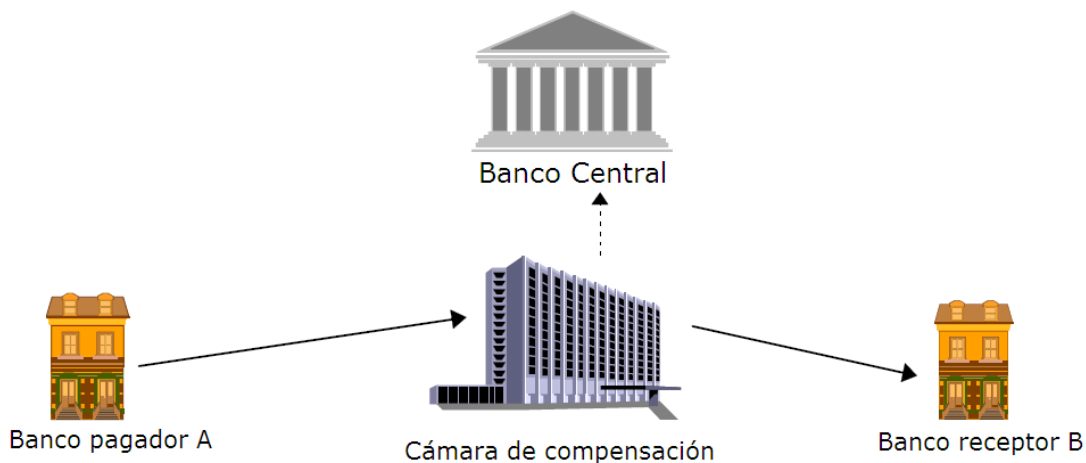 Banco Central
Banco pagador A
Cámara de compensación
Banco receptor B